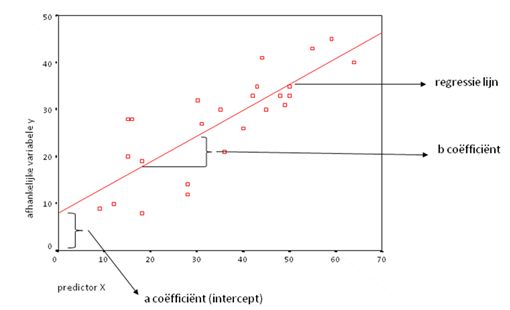 50
40
30
20
10
0
afhankelijke variabele y
0 10 20 30 40 50 60 70
predictor X
regressie lijn
b coëfficiënt
a coëfficiënt (intercept)